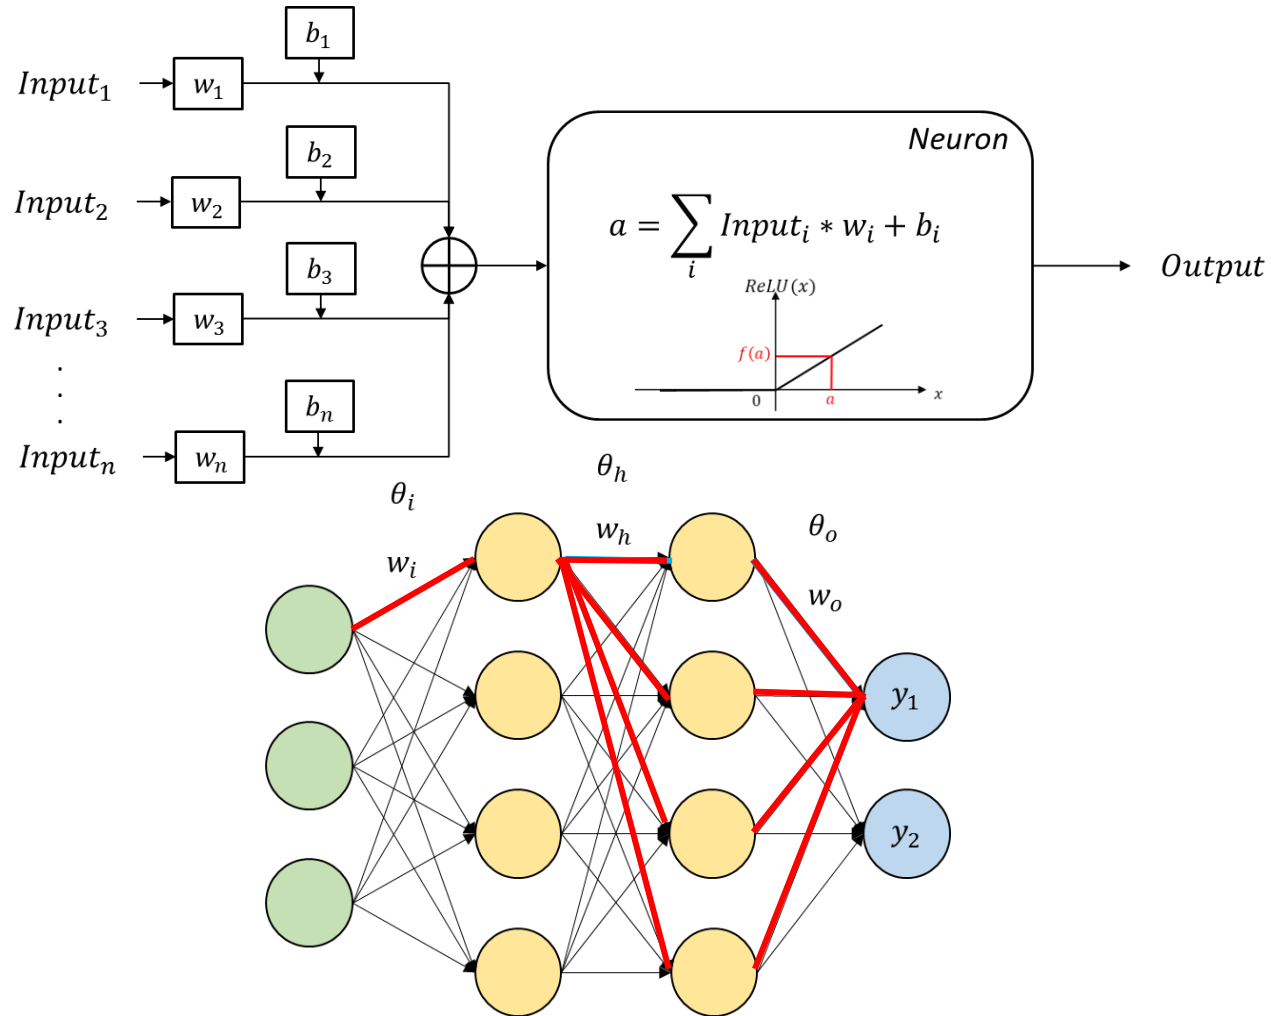 b₁
Input₁ w₁
b₂
Input₂ w₂
b₃
Input₃ w₃
.
.
.
bₙ
Inputₙ wₙ
Neuron
a = ∑ᵢ Inputᵢ * wᵢ + bᵢ
ReLU(x)
f(a)
0 a x
Output
θᵢ θₕ θₒ
wᵢ wₕ wₒ
y₁
y₂